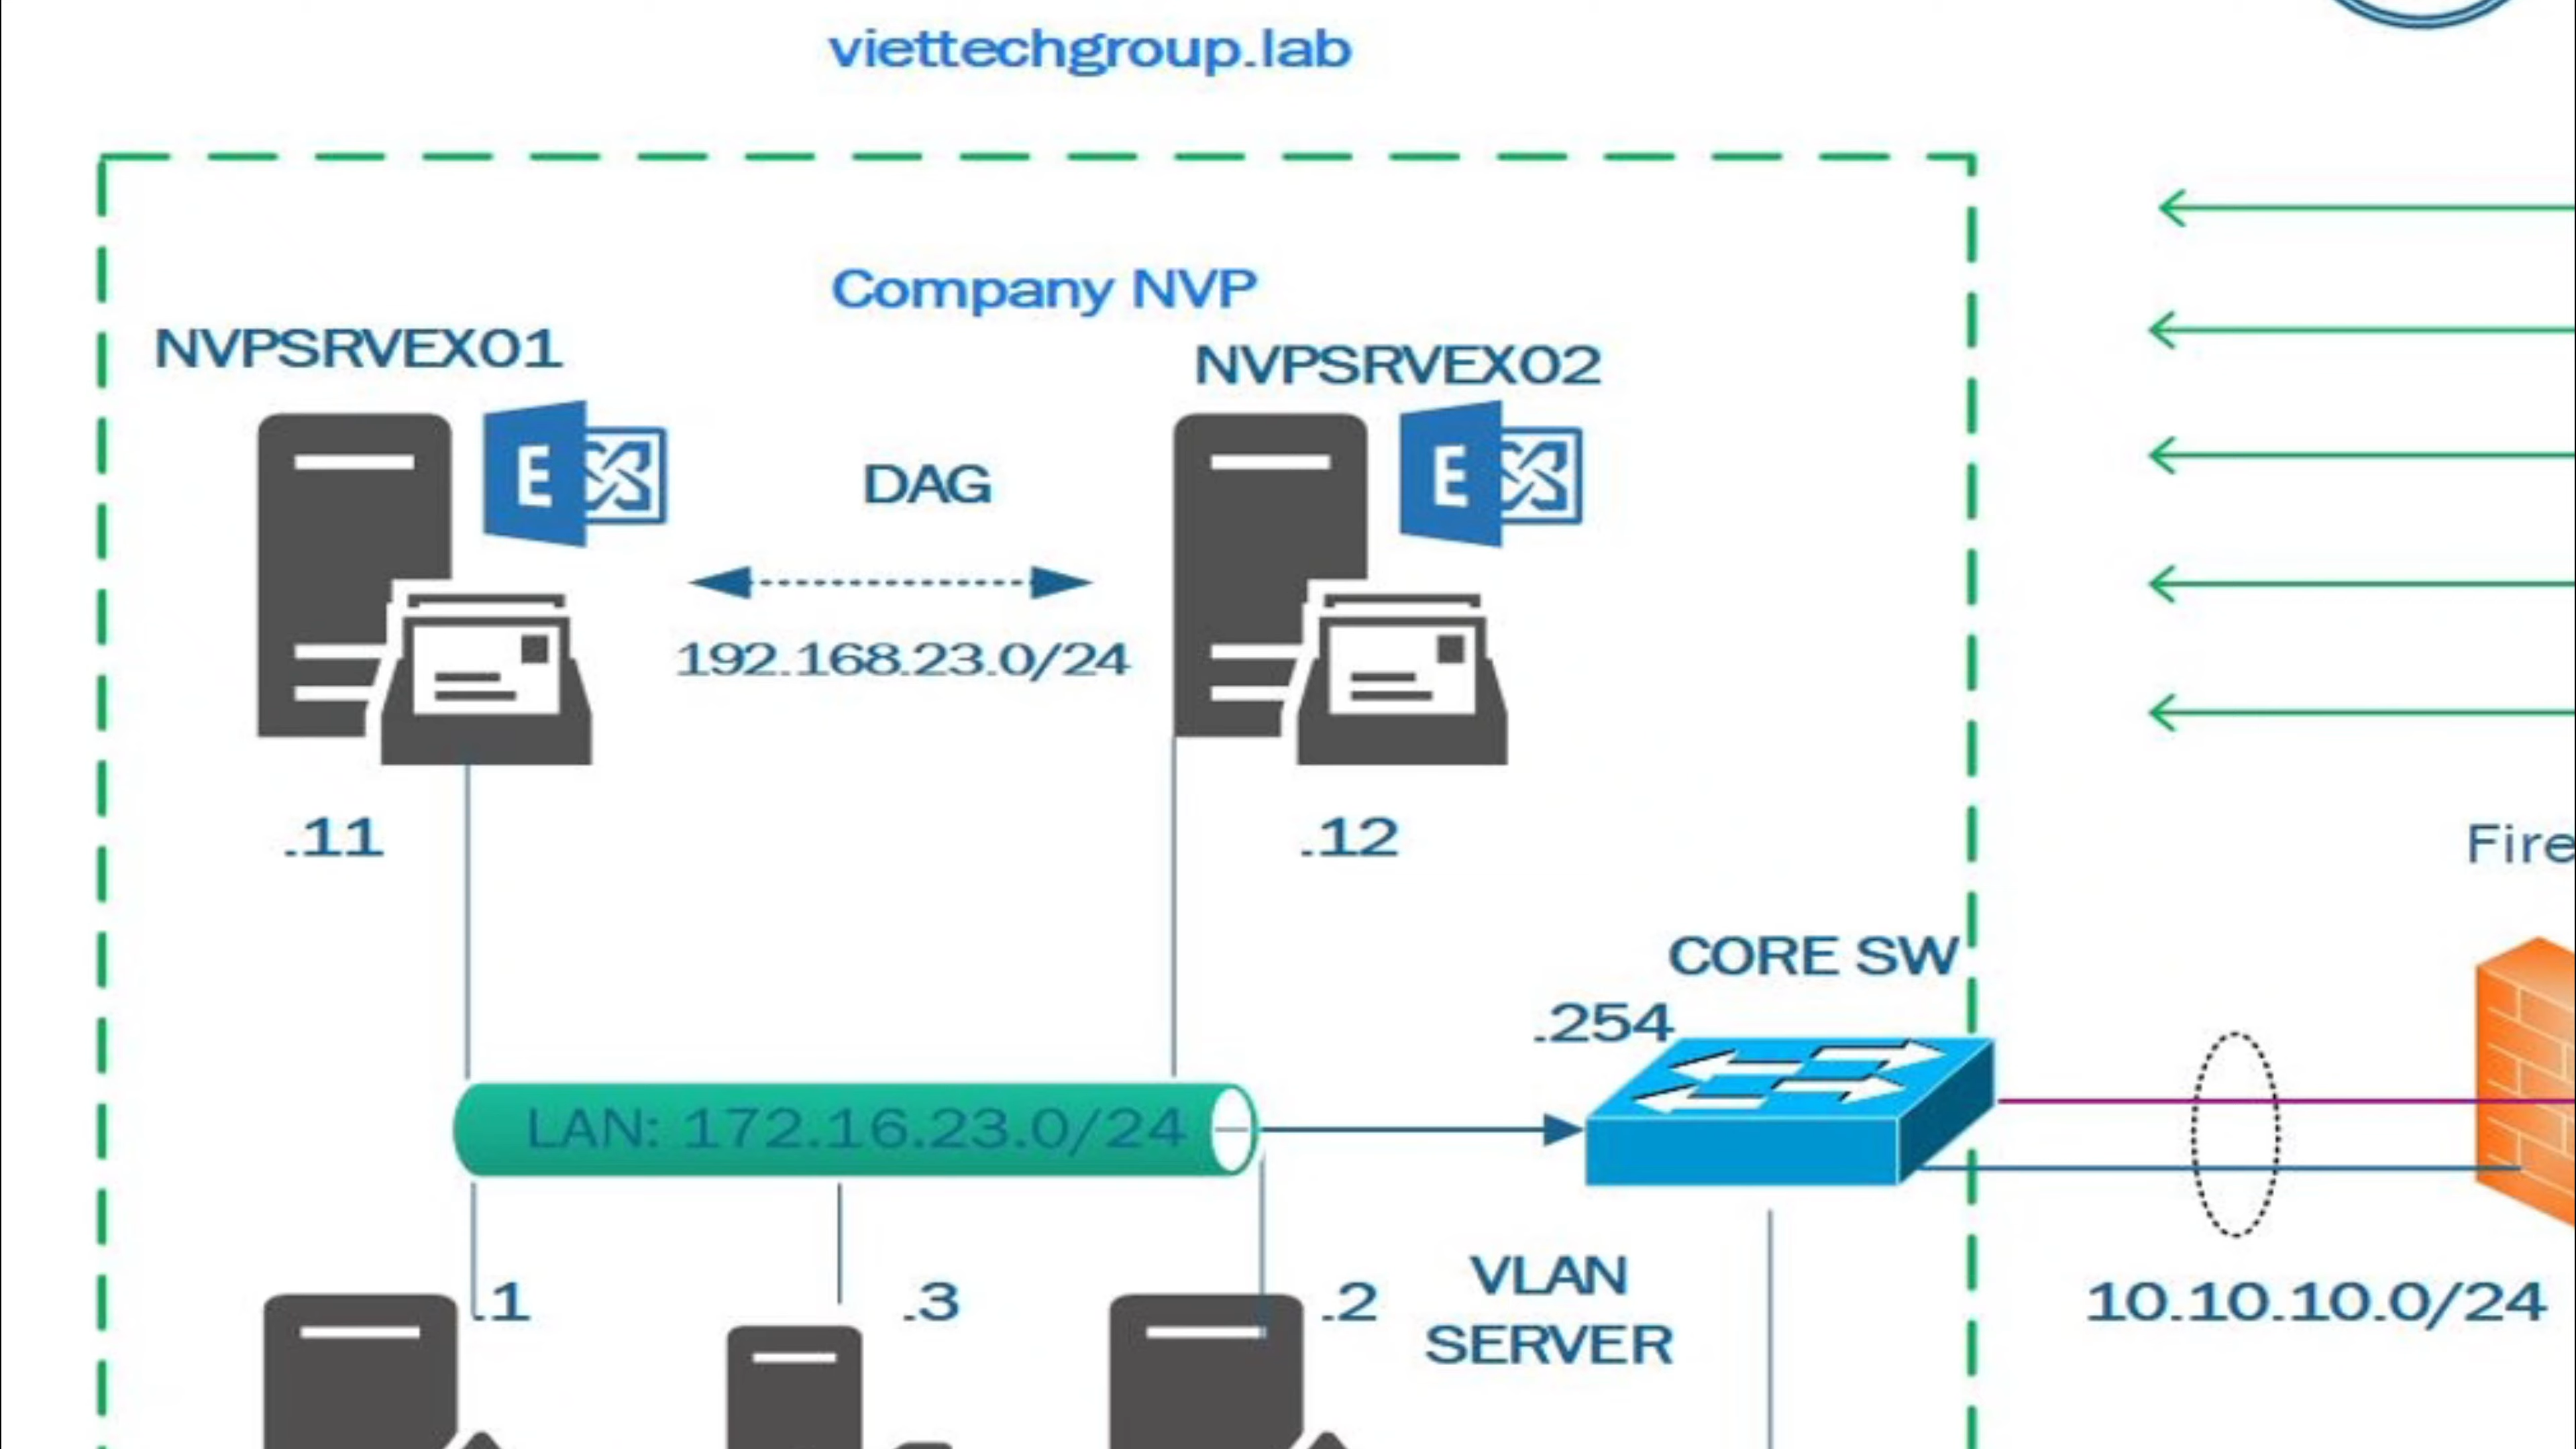 viettechgroup.lab
Company NVP
NVPSRVEX01
NVPSRVEX02
E
E
DAG
192.168.23.0/24
.11
.12
CORE SW
.254
LAN: 172.16.23.0/24
.1
.3
.2
VLAN
SERVER
Fire
10.10.10.0/24